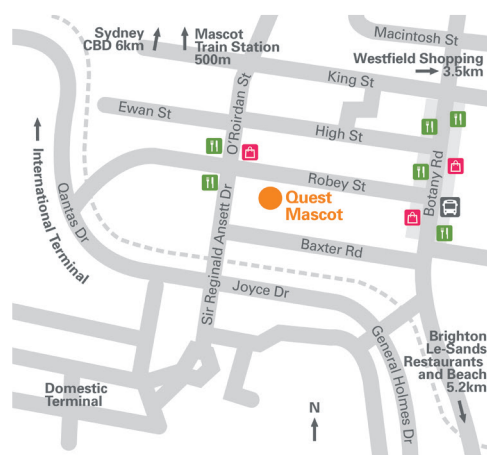 Sydney
CBD 6km
Mascot
Train Station
500m
Macintosh St
Westfield Shopping
3.5km
King St
Ewan St
O'Roirdan St
High St
International Terminal
Qantas Dr
Robey St
Botany Rd
Quest
Mascot
Sir Reginald Ansett Dr
Baxter Rd
Joyce Dr
General Holmes Dr
Brighton
Le-Sands
Restaurants
and Beach
5.2km
Domestic
Terminal
N